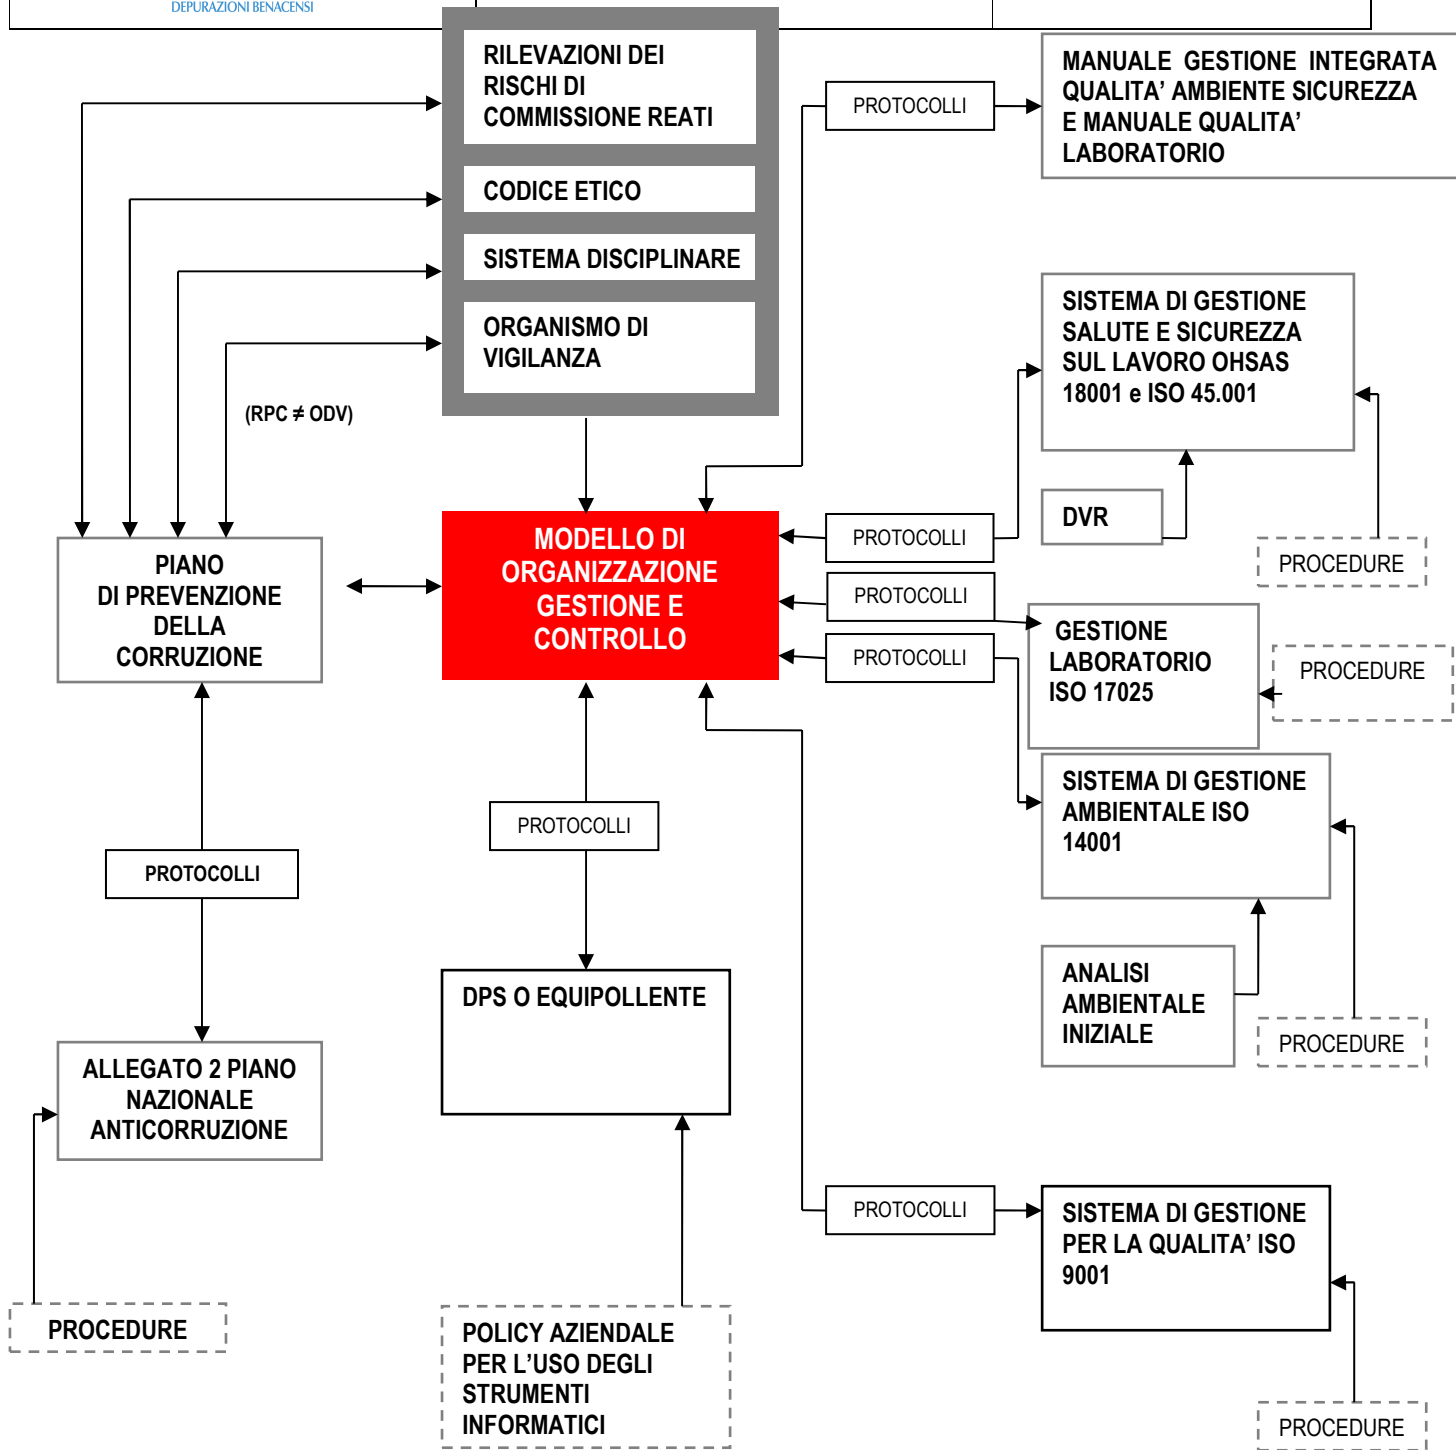 DEPURAZIONI BENACENSI
RILEVAZIONI DEI
RISCHI DI
COMMISSIONE REATI
CODICE ETICO
SISTEMA DISCIPLINARE
ORGANISMO DI
VIGILANZA
(RPC ≠ ODV)
PROTOCOLLI
MANUALE GESTIONE INTEGRATA
QUALITA’ AMBIENTE SICUREZZA
E MANUALE QUALITA’
LABORATORIO
SISTEMA DI GESTIONE
SALUTE E SICUREZZA
SUL LAVORO OHSAS
18001 e ISO 45.001
DVR
PROCEDURE
PIANO
DI PREVENZIONE
DELLA
CORRUZIONE
MODELLO DI
ORGANIZZAZIONE
GESTIONE E
CONTROLLO
PROTOCOLLI
PROTOCOLLI
PROTOCOLLI
GESTIONE
LABORATORIO
ISO 17025
PROCEDURE
SISTEMA DI GESTIONE
AMBIENTALE ISO
14001
PROTOCOLLI
PROTOCOLLI
ANALISI
AMBIENTALE
INIZIALE
PROCEDURE
DPS O EQUIPOLLENTE
ALLEGATO 2 PIANO
NAZIONALE
ANTICORRUZIONE
PROTOCOLLI
SISTEMA DI GESTIONE
PER LA QUALITA’ ISO
9001
PROCEDURE
POLICY AZIENDALE
PER L’USO DEGLI
STRUMENTI
INFORMATICI
PROCEDURE